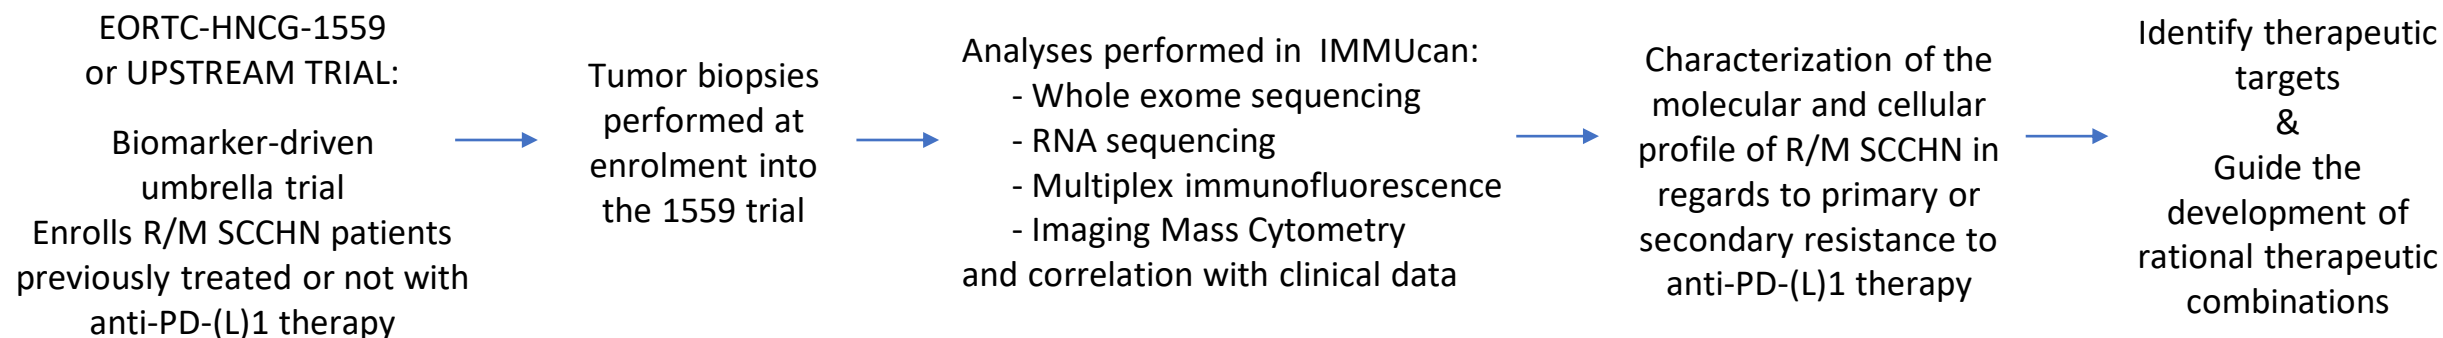 EORTC-HNCG-1559
or UPSTREAM TRIAL:
Biomarker-driven
umbrella trial
Enrolls R/M SCCHN patients
previously treated or not with
anti-PD-(L)1 therapy
Tumor biopsies
performed at
enrolment into
the 1559 trial
Analyses performed in IMMUcan:
- Whole exome sequencing
- RNA sequencing
- Multiplex immunofluorescence
- Imaging Mass Cytometry
and correlation with clinical data
Characterization of the
molecular and cellular
profile of R/M SCCHN in
regards to primary or
secondary resistance to
anti-PD-(L)1 therapy
Identify therapeutic
targets
&
Guide the
development of
rational therapeutic
combinations